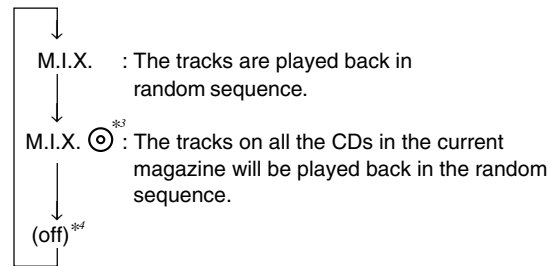 M.I.X. : The tracks are played back in
random sequence.
M.I.X. *3 : The tracks on all the CDs in the current
magazine will be played back in the random
sequence.
(off)*4